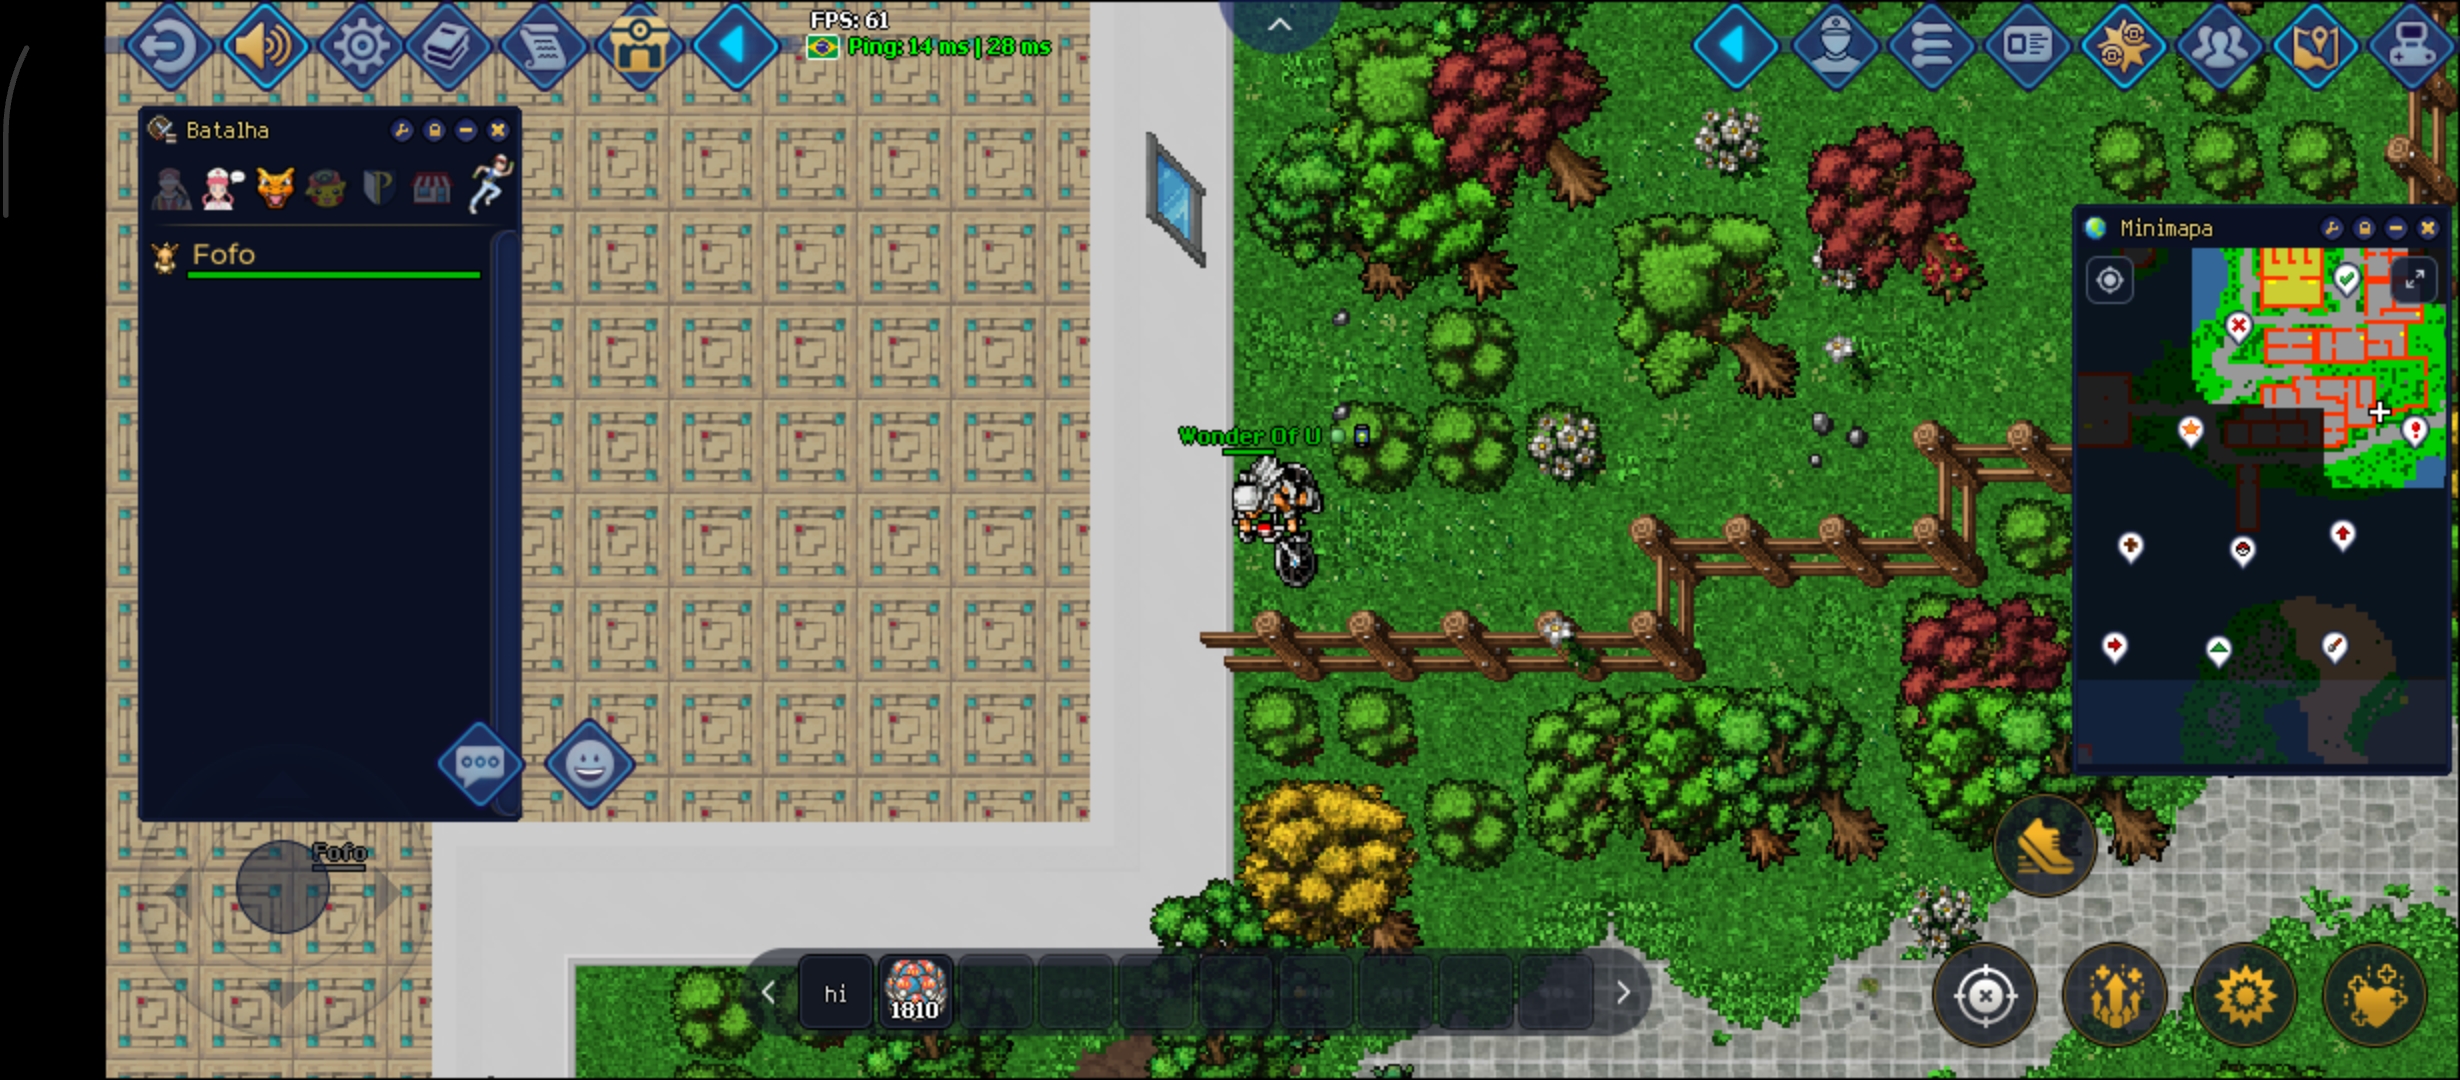 FPS: 61
Ping: 14 ms | 28 ms
Batalha
Fofo
Minimapa
Wonder Of U
Fofo
hi
1810